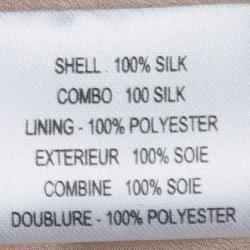 SHELL . 100% SILK
COMBO 100 SILK
LINING - 100% POLYESTER
EXTERIEUR 100% SOIE
COMBINE 100% SOIE
DOUBLURE - 100% POLYESTER